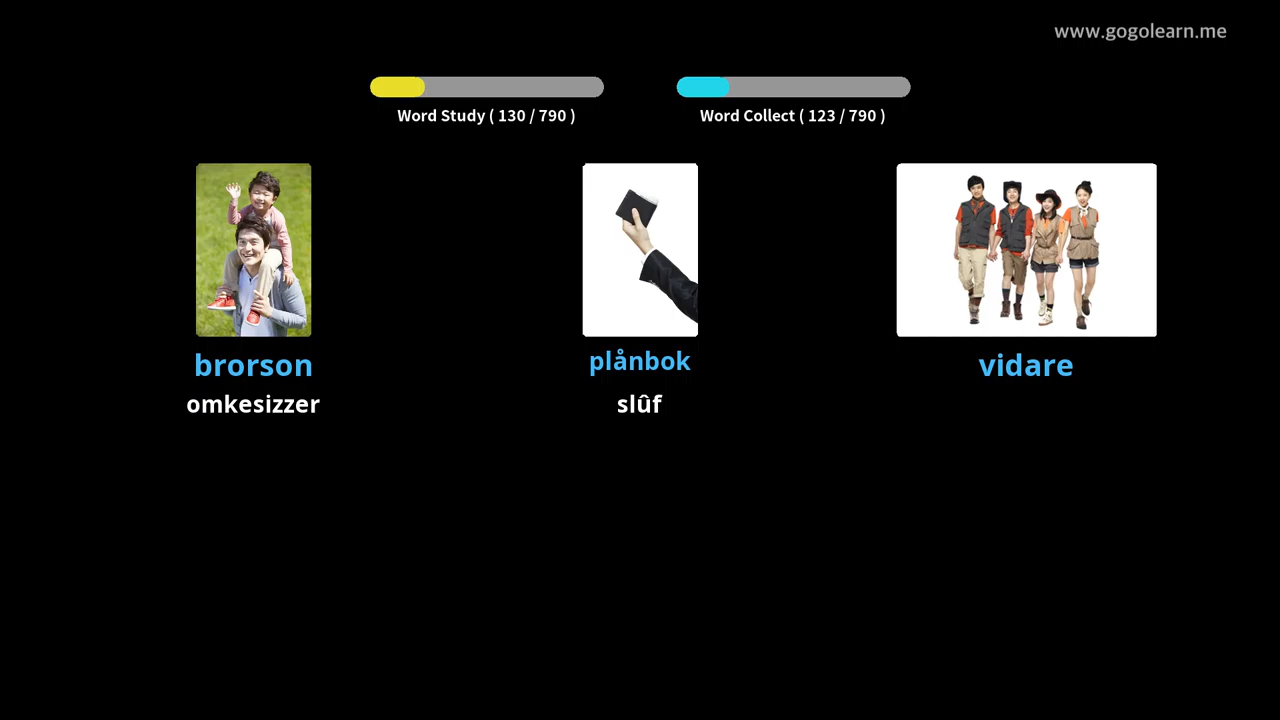 www.gogolearn.me
Word Study ( 130 / 790 )
Word Collect ( 123 / 790 )
brorson
omkesizzer
plånbok
slûf
vidare